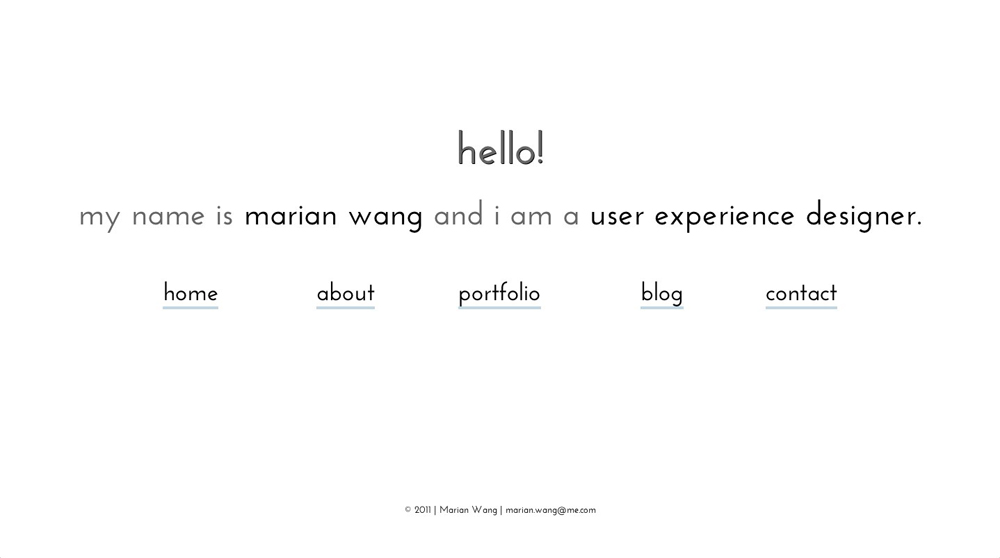 hello!
my name is marian wang and i am a user experience designer.
home about portfolio blog contact
© 2011 | Marian Wang | marian.wang@me.com